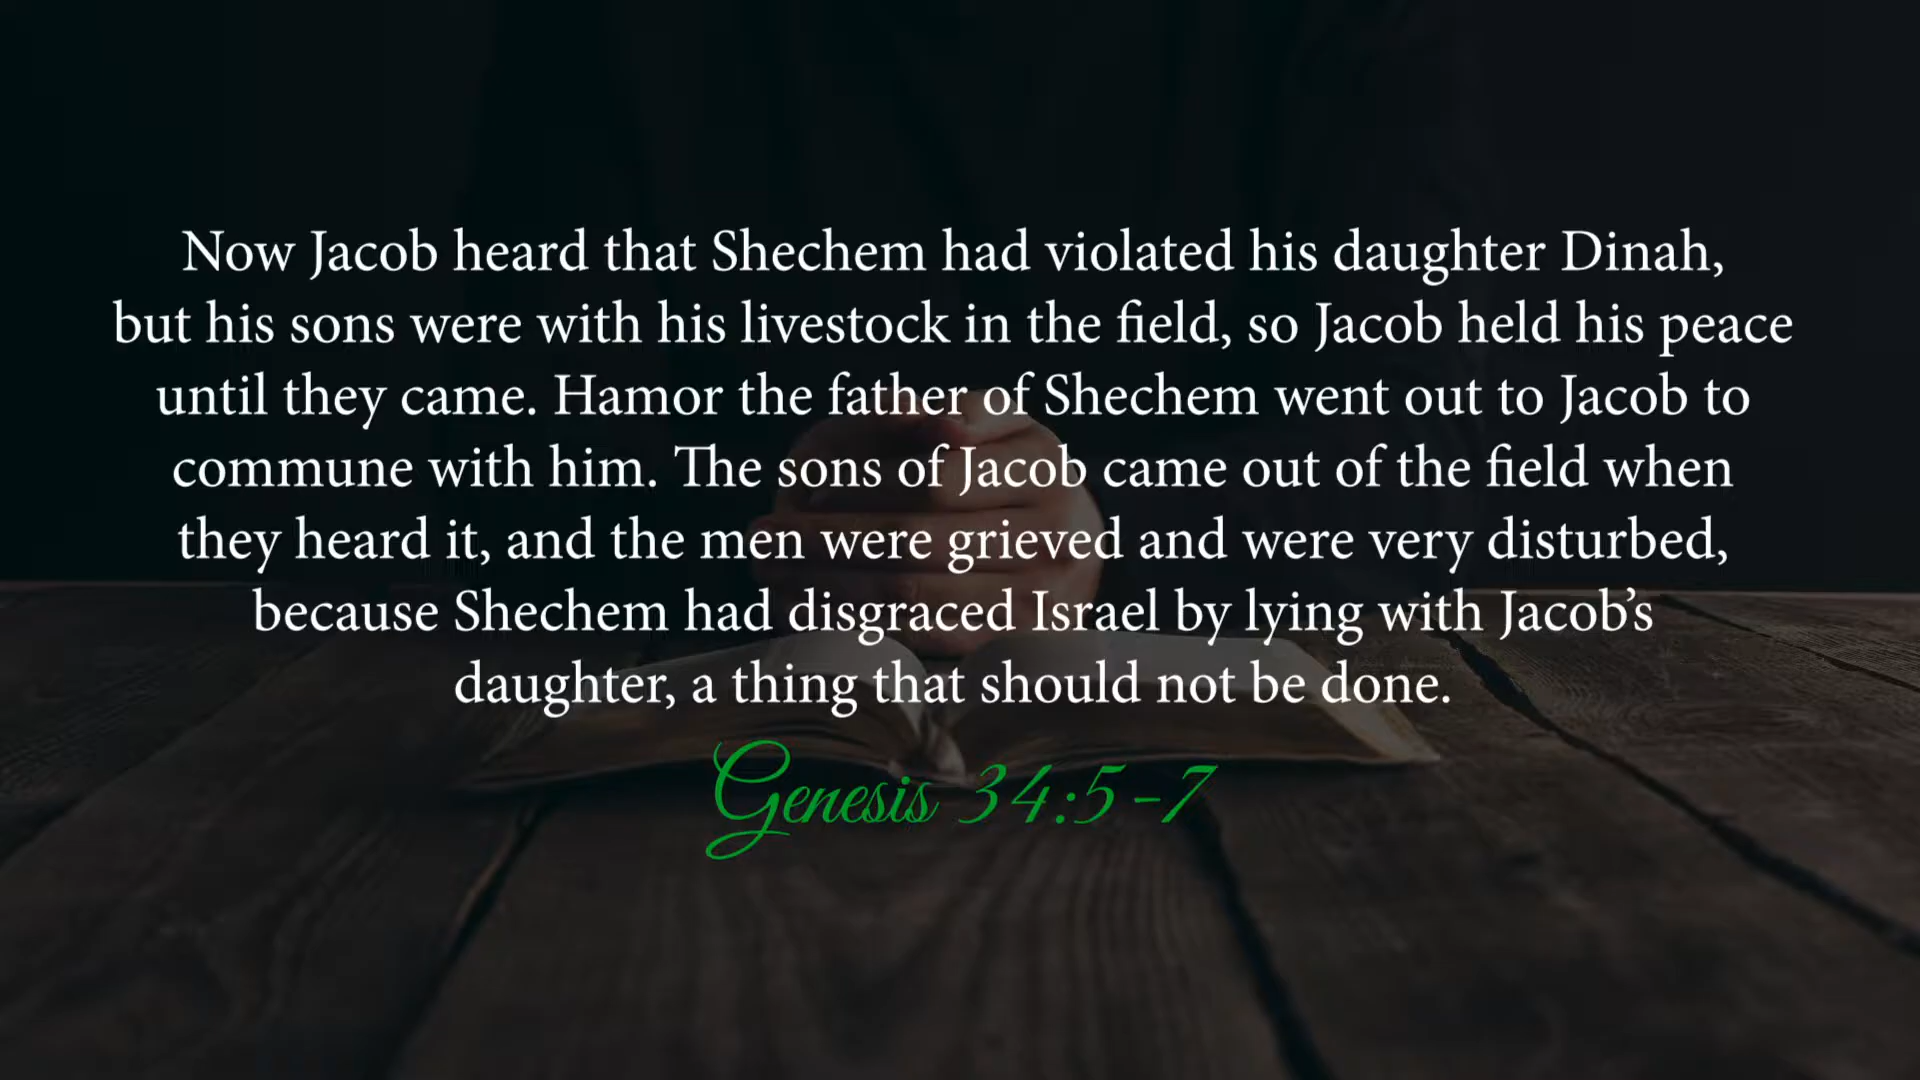 Now Jacob heard that Shechem had violated his daughter Dinah,
but his sons were with his livestock in the field, so Jacob held his peace
until they came. Hamor the father of Shechem went out to Jacob to
commune with him. The sons of Jacob came out of the field when
they heard it, and the men were grieved and were very disturbed,
because Shechem had disgraced Israel by lying with Jacob’s
daughter, a thing that should not be done.
Genesis 34:5-7